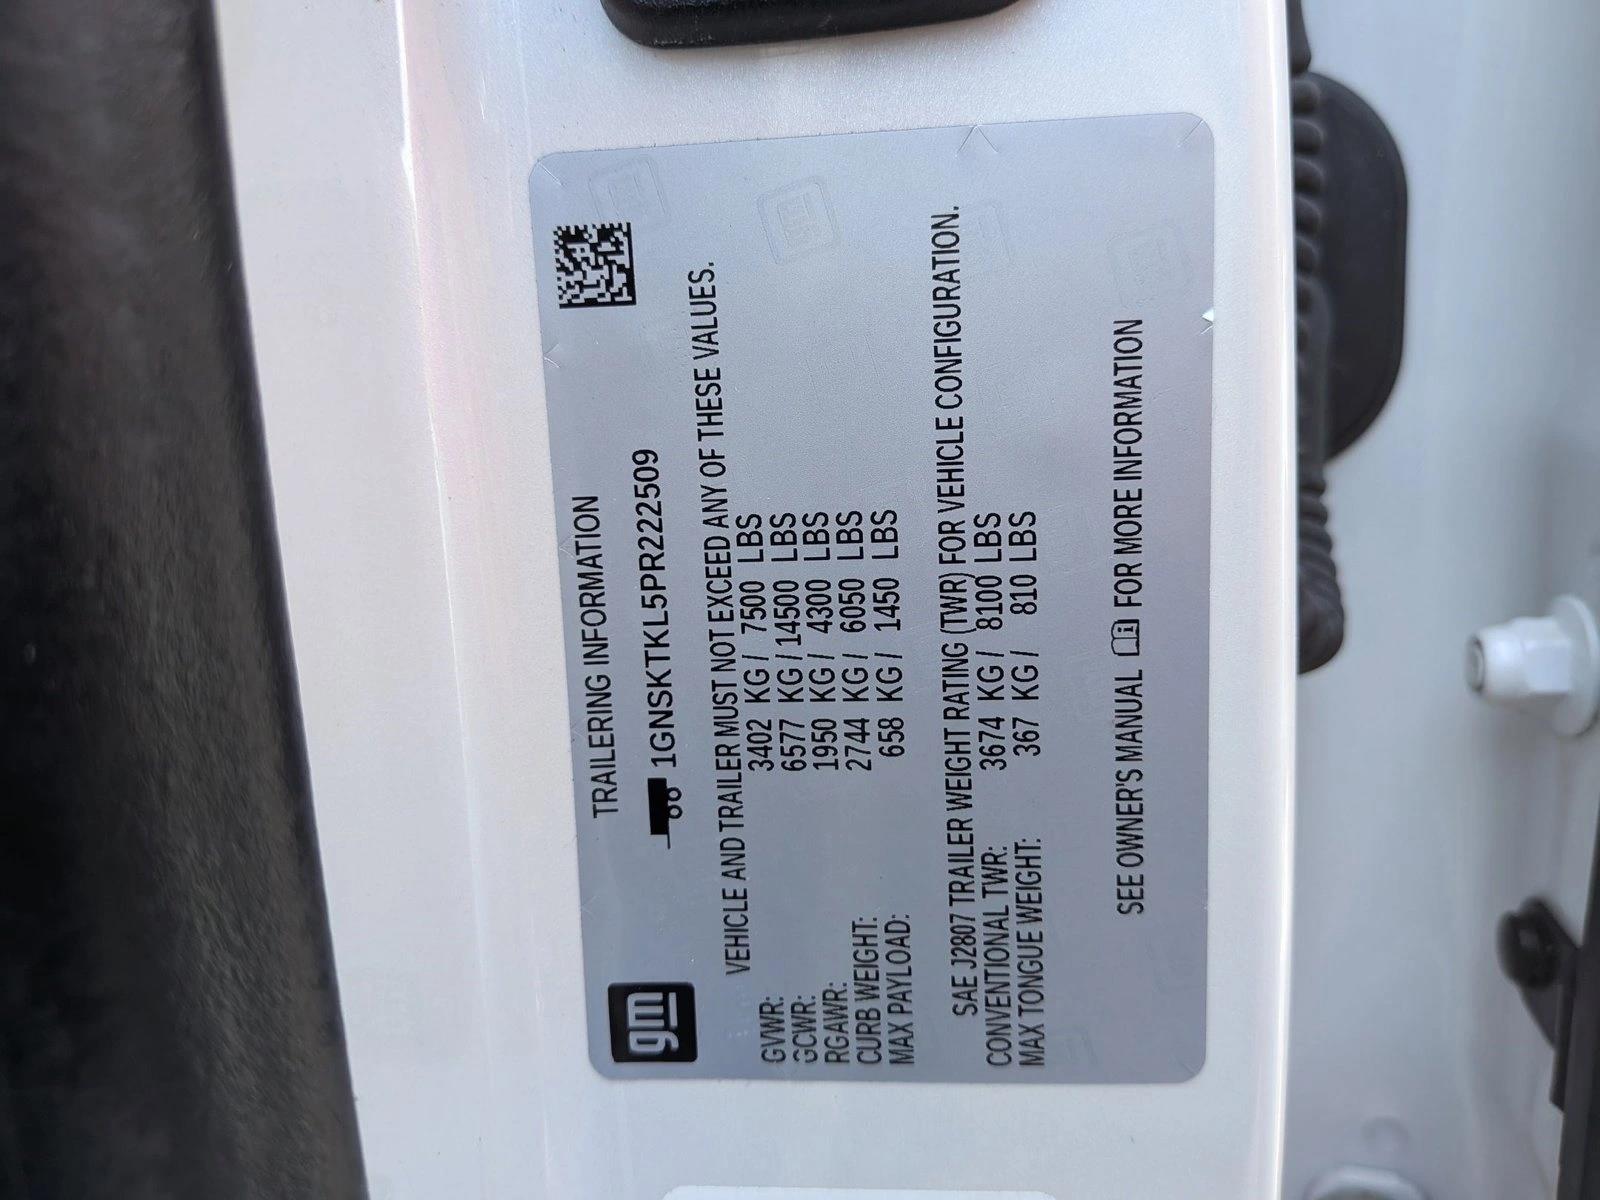 gm
TRAILERING INFORMATION
1GNSKTKL5PR222509
VEHICLE AND TRAILER MUST NOT EXCEED ANY OF THESE VALUES.
GVWR: 3402 KG / 7500 LBS
GCWR: 6577 KG / 14500 LBS
RGAWR: 1950 KG / 4300 LBS
CURB WEIGHT: 2744 KG / 6050 LBS
MAX PAYLOAD: 658 KG / 1450 LBS
SAE J2807 TRAILER WEIGHT RATING (TWR) FOR VEHICLE CONFIGURATION.
CONVENTIONAL TWR: 3674 KG / 8100 LBS
MAX TONGUE WEIGHT: 367 KG / 810 LBS
SEE OWNER'S MANUAL FOR MORE INFORMATION